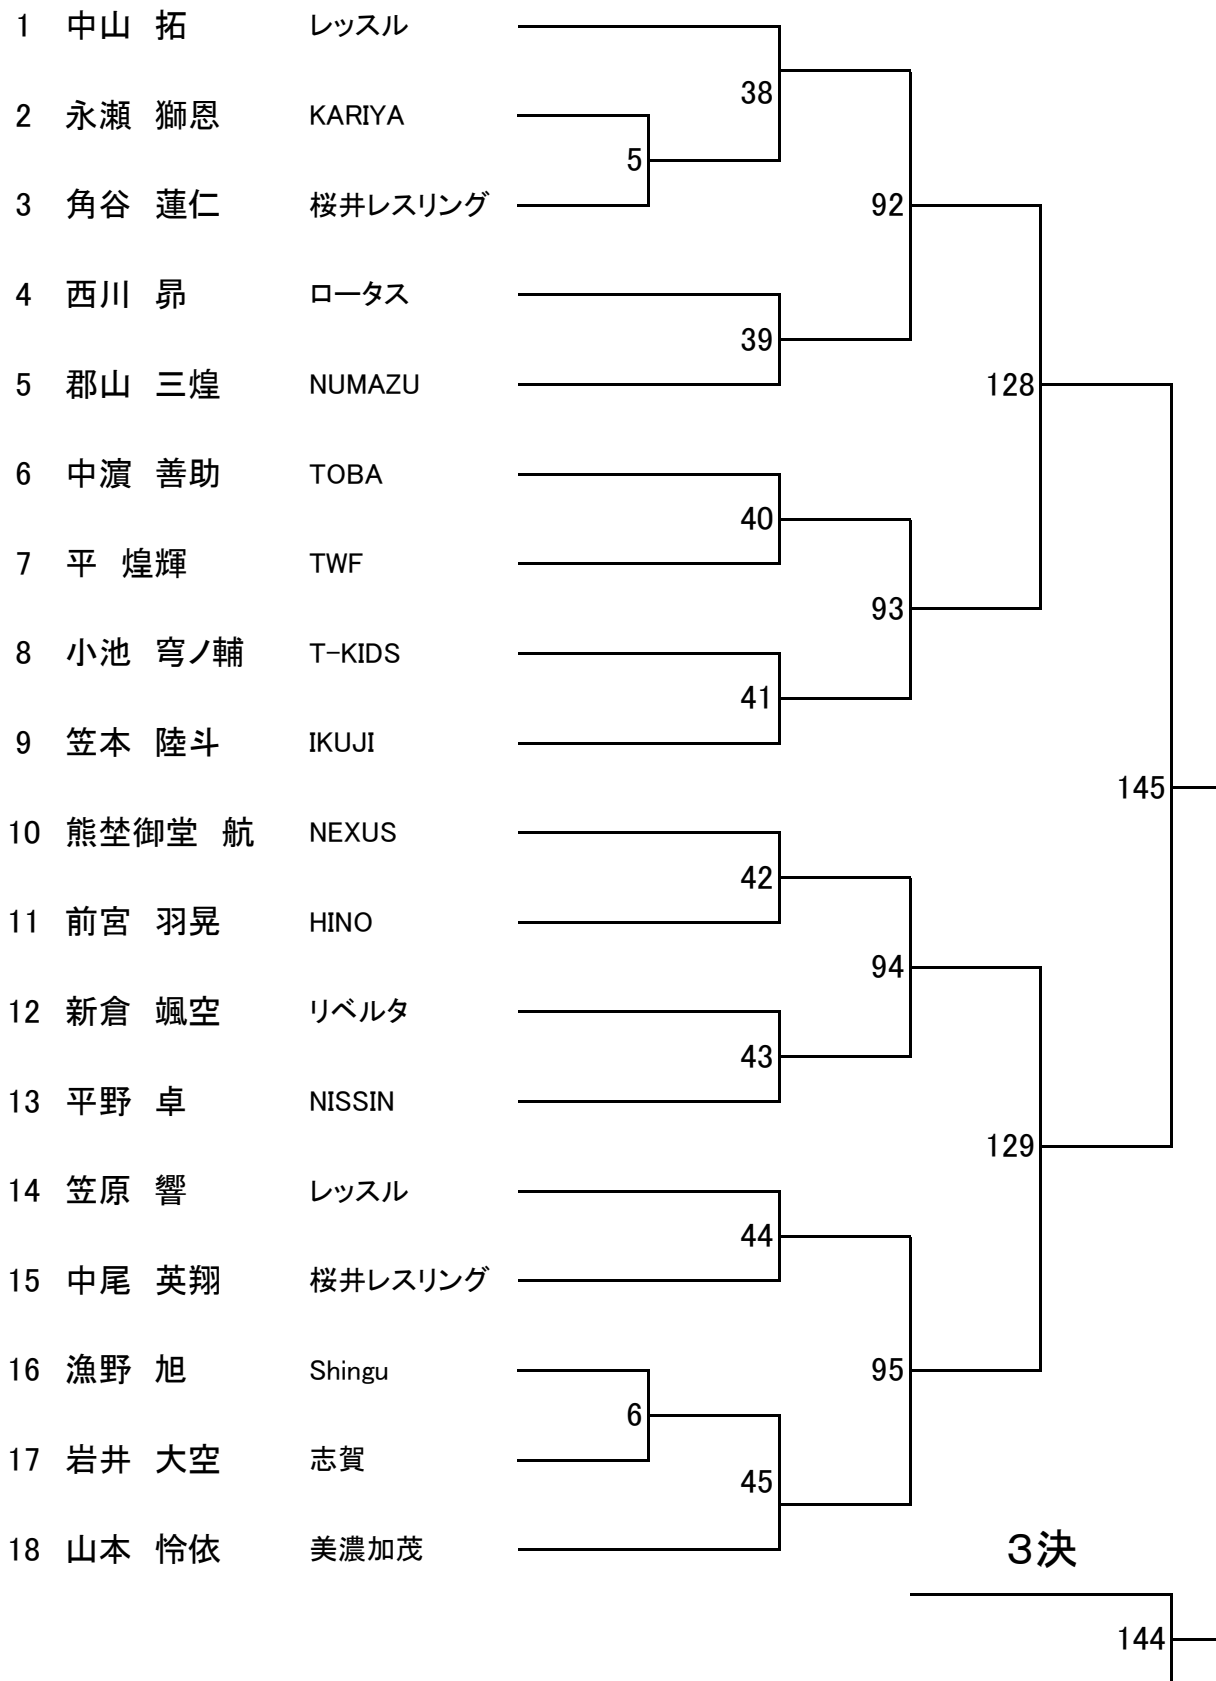 1 中山 拓 レッスル
38
2 永瀬 獅恩 KARIYA
5
3 角谷 蓮仁 桜井レスリング
92
4 西川 昴 ロータス
39
5 郡山 三煌 NUMAZU
128
6 中濵 善助 TOBA
40
7 平 煌輝 TWF
93
8 小池 穹ノ輔 T-KIDS
41
9 笠本 陸斗 IKUJI
145
10 熊埜御堂 航 NEXUS
42
11 前宮 羽晃 HINO
94
12 新倉 颯空 リベルタ
43
13 平野 卓 NISSIN
129
14 笠原 響 レッスル
44
15 中尾 英翔 桜井レスリング
16 漁野 旭 Shingu
95
6
17 岩井 大空 志賀
45
18 山本 怜依 美濃加茂
3決
144